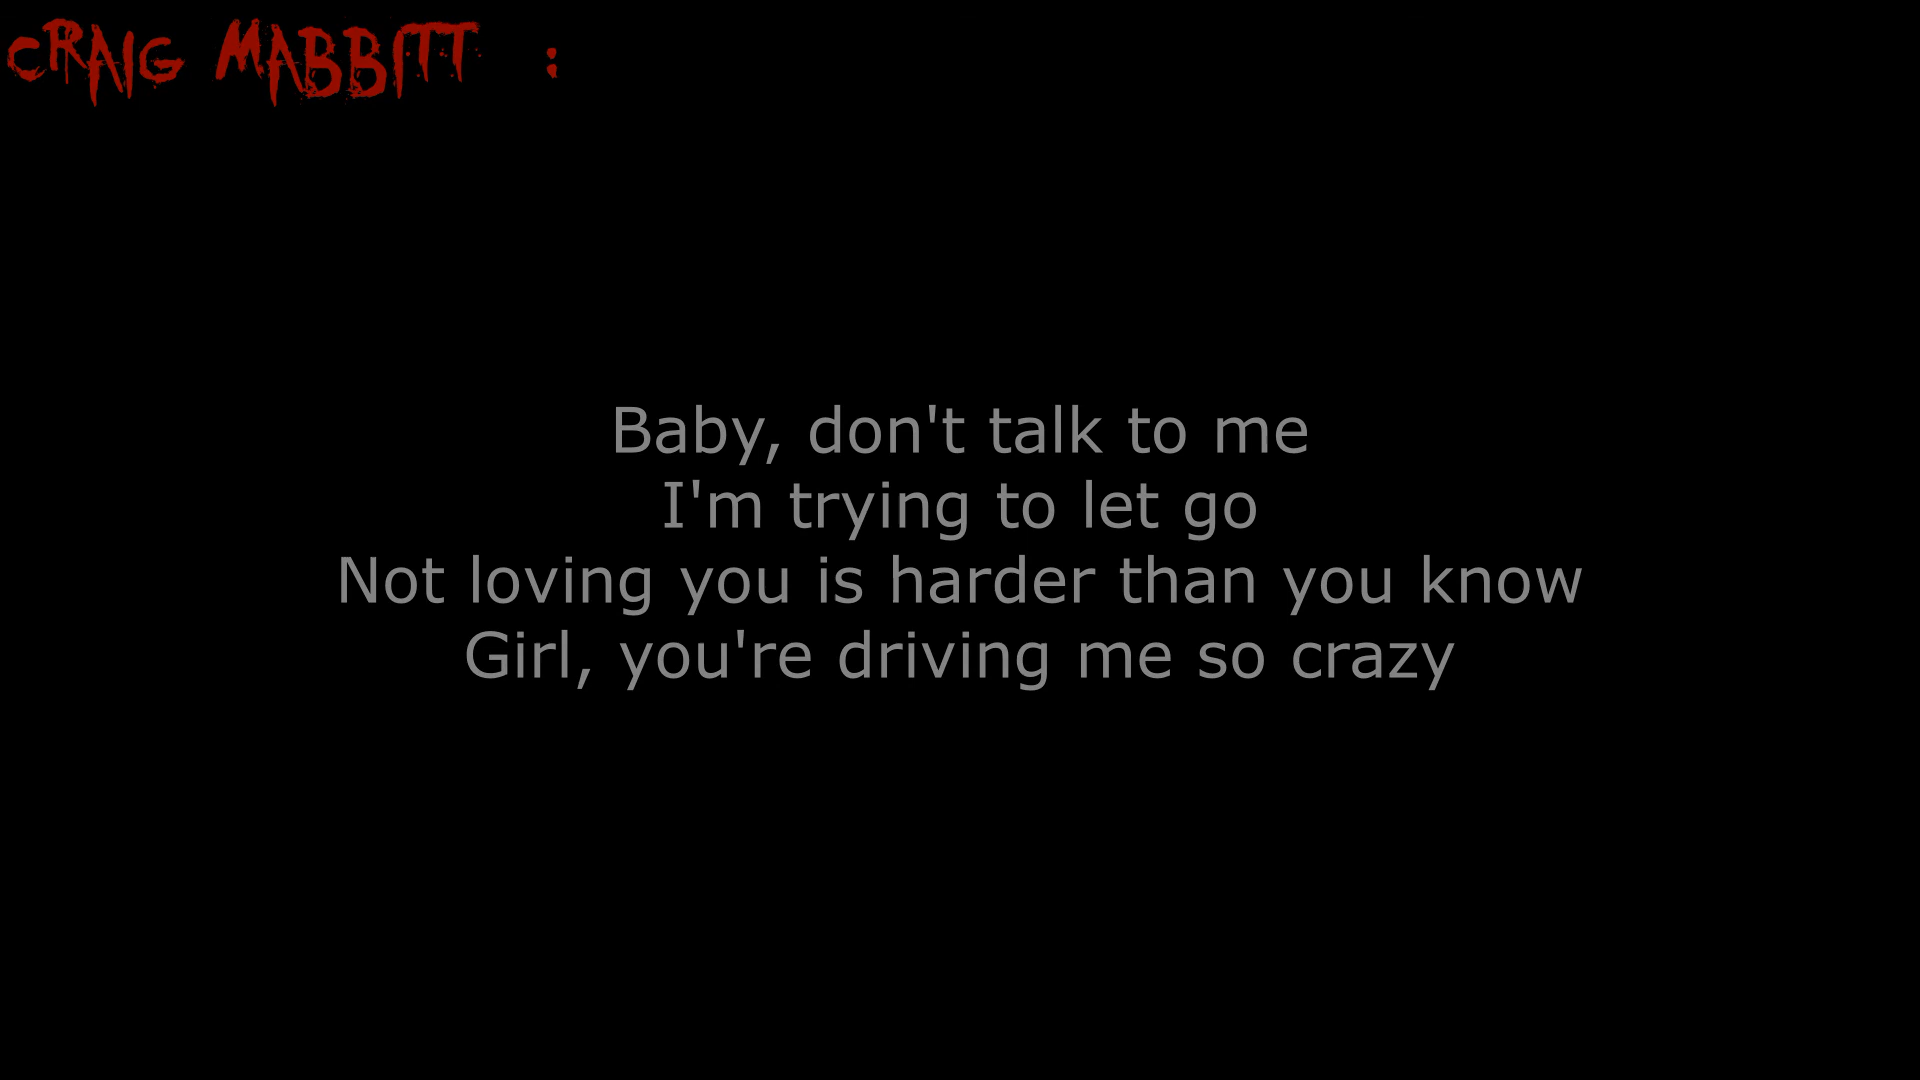 CRAIG MABBITT :
Baby, don't talk to me
I'm trying to let go
Not loving you is harder than you know
Girl, you're driving me so crazy